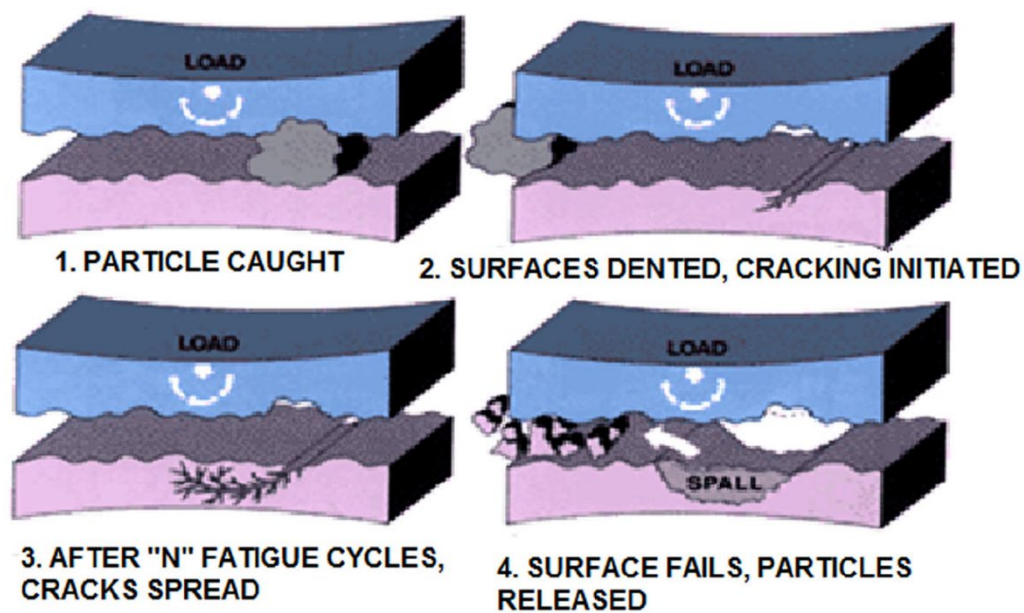 LOAD
LOAD
1. PARTICLE CAUGHT
2. SURFACES DENTED, CRACKING INITIATED
LOAD
LOAD
SPALL
3. AFTER "N" FATIGUE CYCLES,
CRACKS SPREAD
4. SURFACE FAILS, PARTICLES
RELEASED